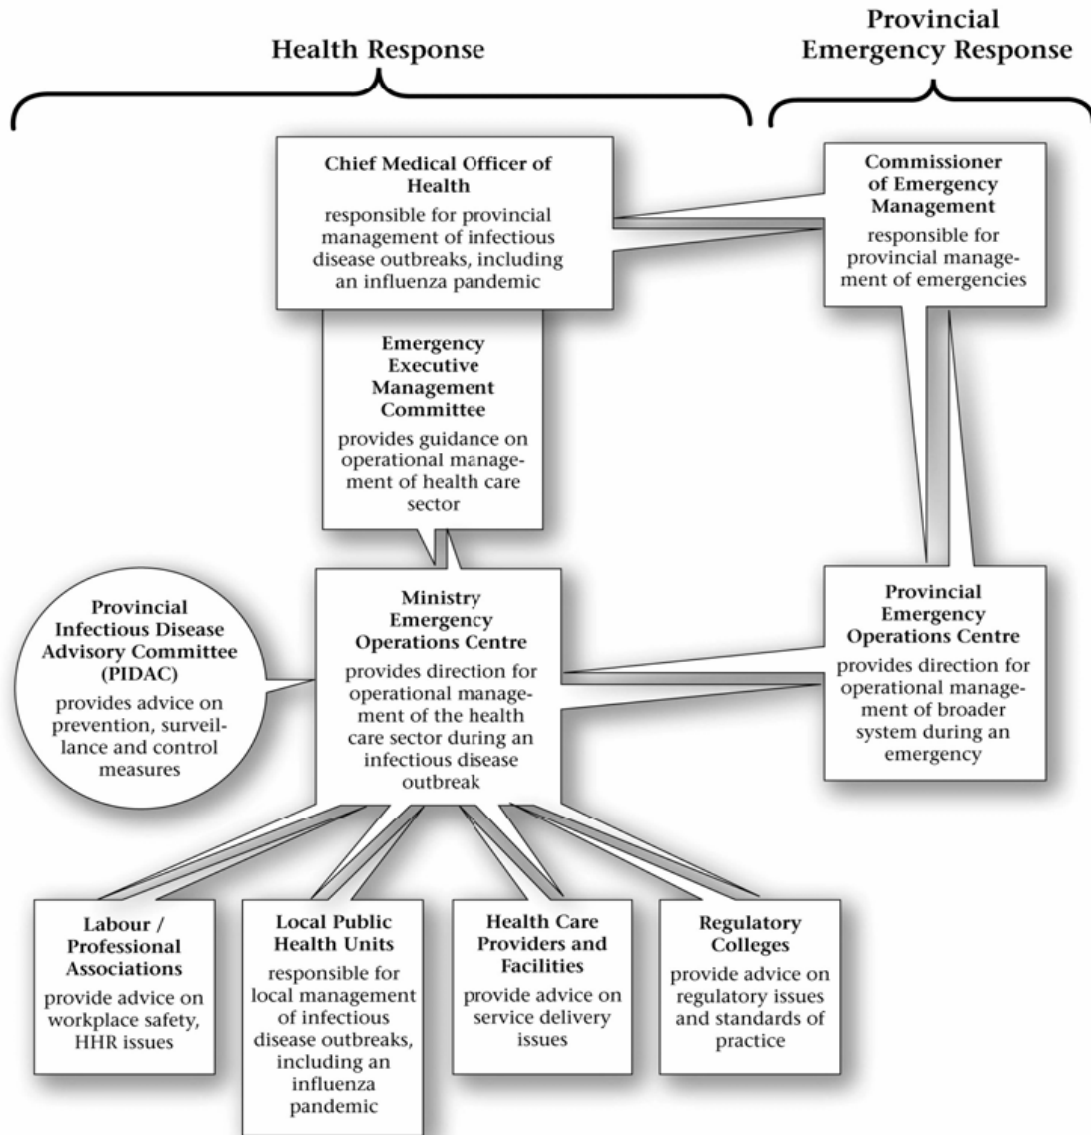 Health Response
Provincial
Emergency Response
Chief Medical Officer of
Health
responsible for provincial
management of infectious
disease outbreaks, including
an influenza pandemic
Commissioner
of Emergency
Management
responsible for
provincial manage-
ment of emergencies
Emergency
Executive
Management
Committee
provides guidance on
operational manage-
ment of health care
sector
Provincial
Infectious Disease
Advisory Committee
(PIDAC)
provides advice on
prevention, surveil-
lance and control
measures
Ministry
Emergency
Operations Centre
provides direction for
operational manage-
ment of the health
care sector during an
infectious disease
outbreak
Provincial
Emergency
Operations Centre
provides direction for
operational manage-
ment of broader
system during an
emergency
Labour /
Professional
Associations
provide advice on
workplace safety,
HHR issues
Local Public
Health Units
responsible for
local management
of infectious
disease outbreaks,
including an
influenza
pandemic
Health Care
Providers and
Facilities
provide advice on
service delivery
issues
Regulatory
Colleges
provide advice on
regulatory issues
and standards of
practice